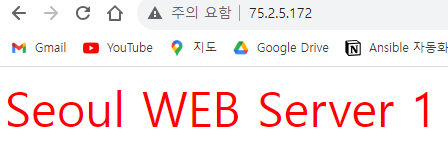 주의 요함 | 75.2.5.172
Gmail YouTube 지도 Google Drive Ansible 자동화
Seoul WEB Server 1